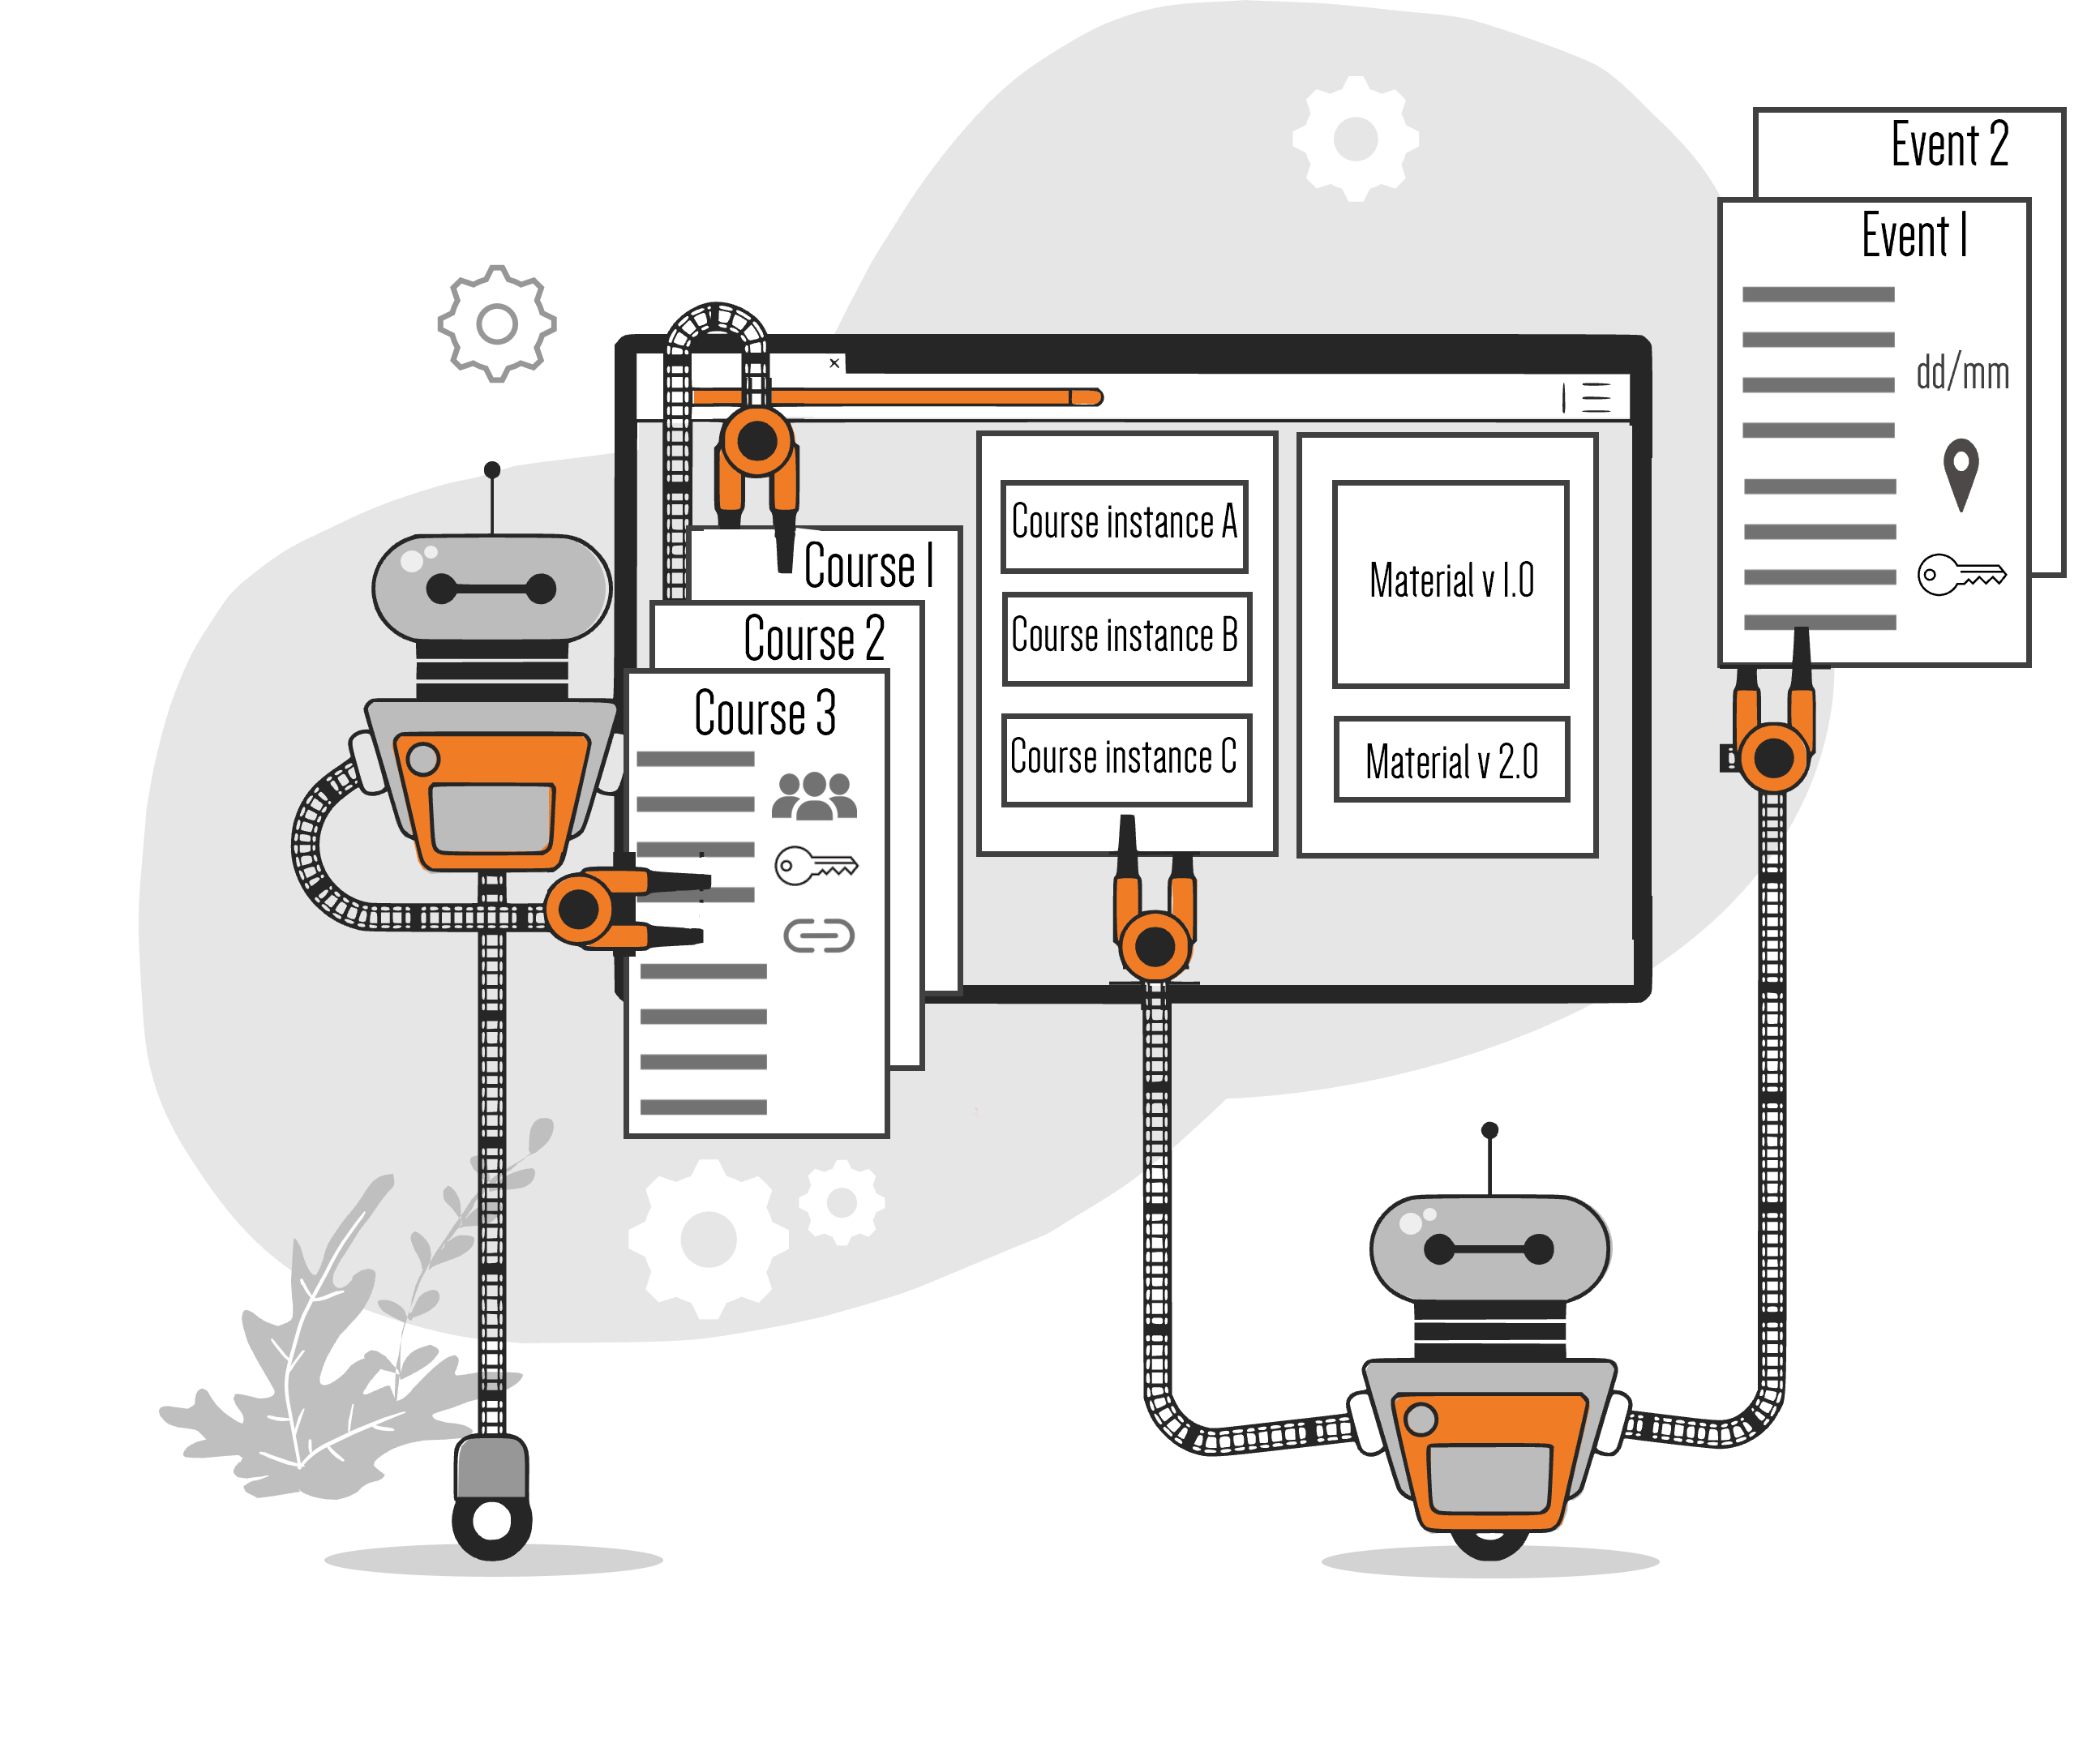 Event 2
Event 1
dd/mm
Course 1
Course 2
Course 3
Course instance A
Course instance B
Course instance C
Material v 1.0
Material v 2.0